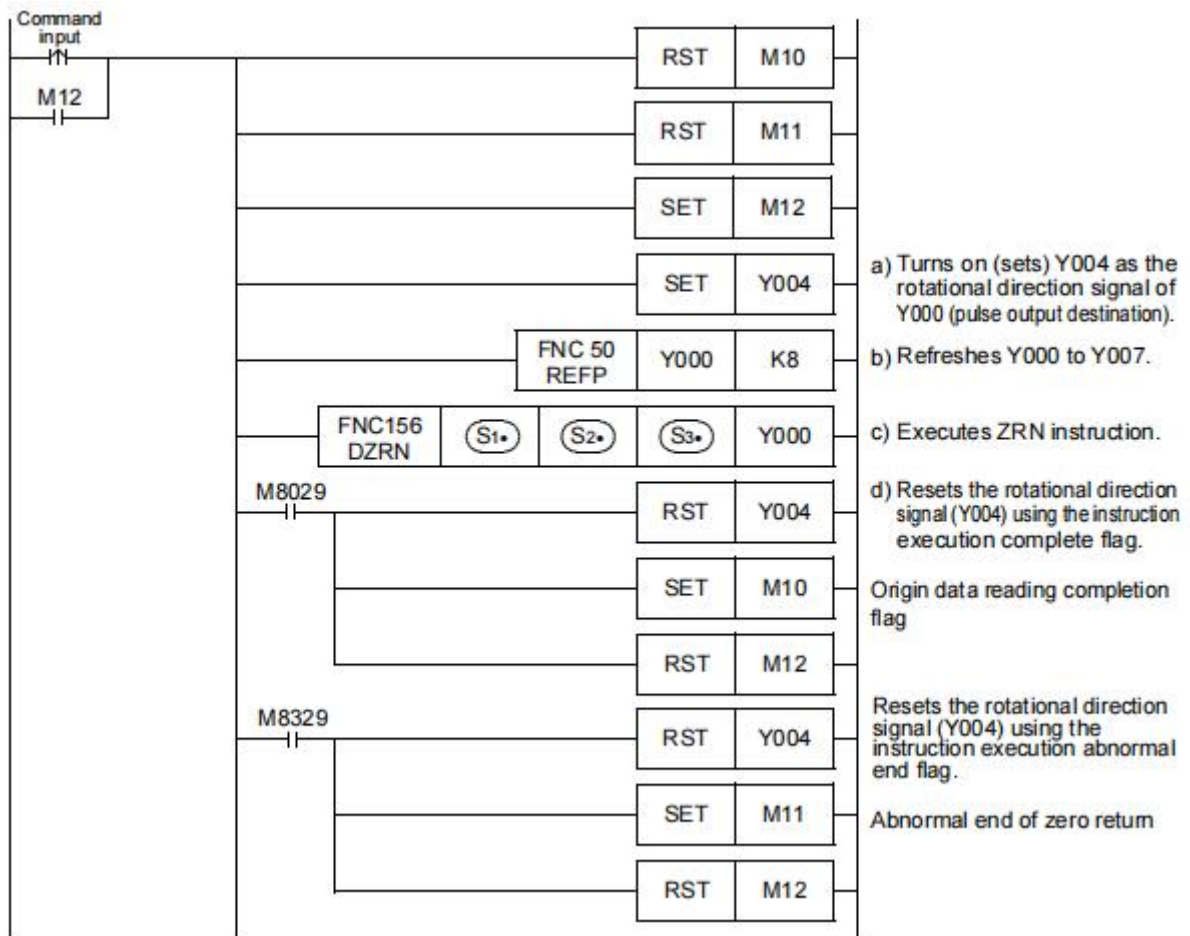 Command
input
RST M10
M12
RST M11
SET M12
SET Y004
a) Turns on (sets) Y004 as the
rotational direction signal of
Y000 (pulse output destination).
FNC 50
REFP Y000 K8
b) Refreshes Y000 to Y007.
FNC156
DZRN S1• S2• S3• Y000
c) Executes ZRN instruction.
M8029
RST Y004
d) Resets the rotational direction
signal (Y004) using the instruction
execution complete flag.
SET M10
Origin data reading completion
flag
RST M12
M8329
RST Y004
Resets the rotational direction
signal (Y004) using the
instruction execution abnormal
end flag.
SET M11
Abnormal end of zero return
RST M12